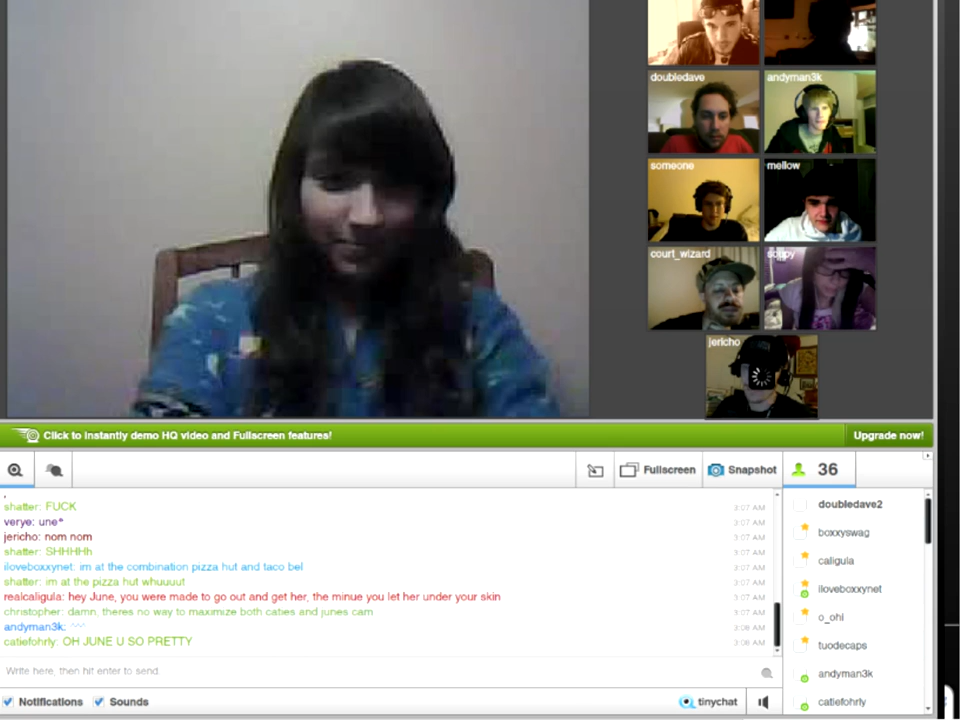 doubledave
andyman3k
someone
mellow
court_wizard
soupy
jericho
Click to instantly demo HQ video and Fullscreen features!
Upgrade now!
Fullscreen
Snapshot
36
shatter: FUCK
3:07 AM
verye: une*
3:07 AM
jericho: nom nom
3:07 AM
shatter: SHHHHh
3:07 AM
iloveboxxynet: im at the combination pizza hut and taco bel
3:07 AM
shatter: im at the pizza hut whuuuut
3:07 AM
realcaligula: hey June, you were made to go out and get her, the minue you let her under your skin
3:07 AM
christopher: damn, theres no way to maximize both caties and junes cam
3:07 AM
andyman3k: ^^
3:08 AM
catiefohrly: OH JUNE U SO PRETTY
3:08 AM
Write here, then hit enter to send.
Notifications
Sounds
tinychat
doubledave2
boxxyswag
caligula
iloveboxxynet
o_ohi
tuodecaps
andyman3k
catiefohrly